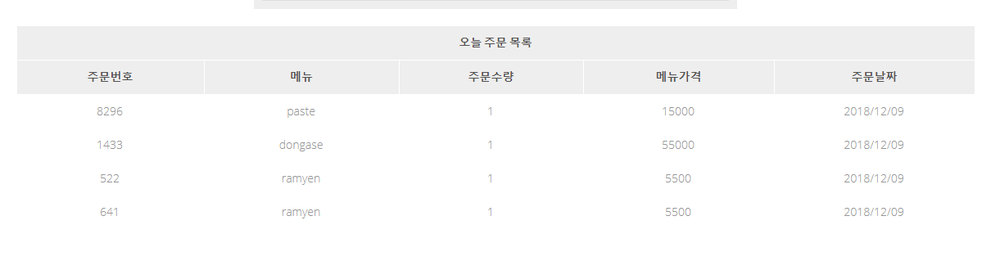 오늘 주문 목록
주문번호 메뉴 주문수량 메뉴가격 주문날짜
8296 paste 1 15000 2018/12/09
1433 dongase 1 55000 2018/12/09
522 ramyen 1 5500 2018/12/09
641 ramyen 1 5500 2018/12/09